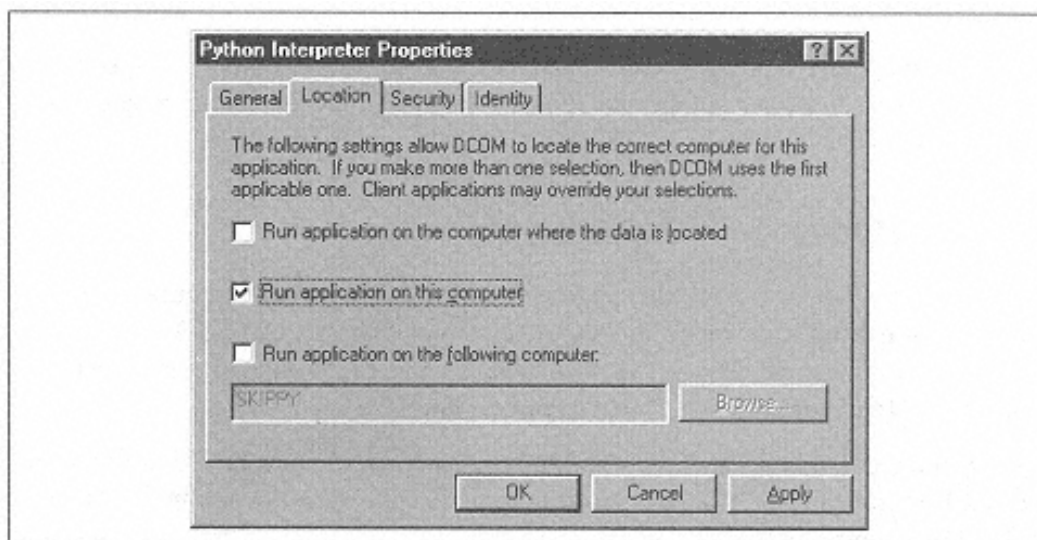 Python Interpreter Properties
General Location Security Identity
The following settings allow DCOM to locate the correct computer for this
application. If you make more than one selection, then DCOM uses the first
applicable one. Client applications may override your selections.
Run application on the computer where the data is located
Run application on this computer
Run application on the following computer:
SKIPPY
Browse...
OK Cancel Apply